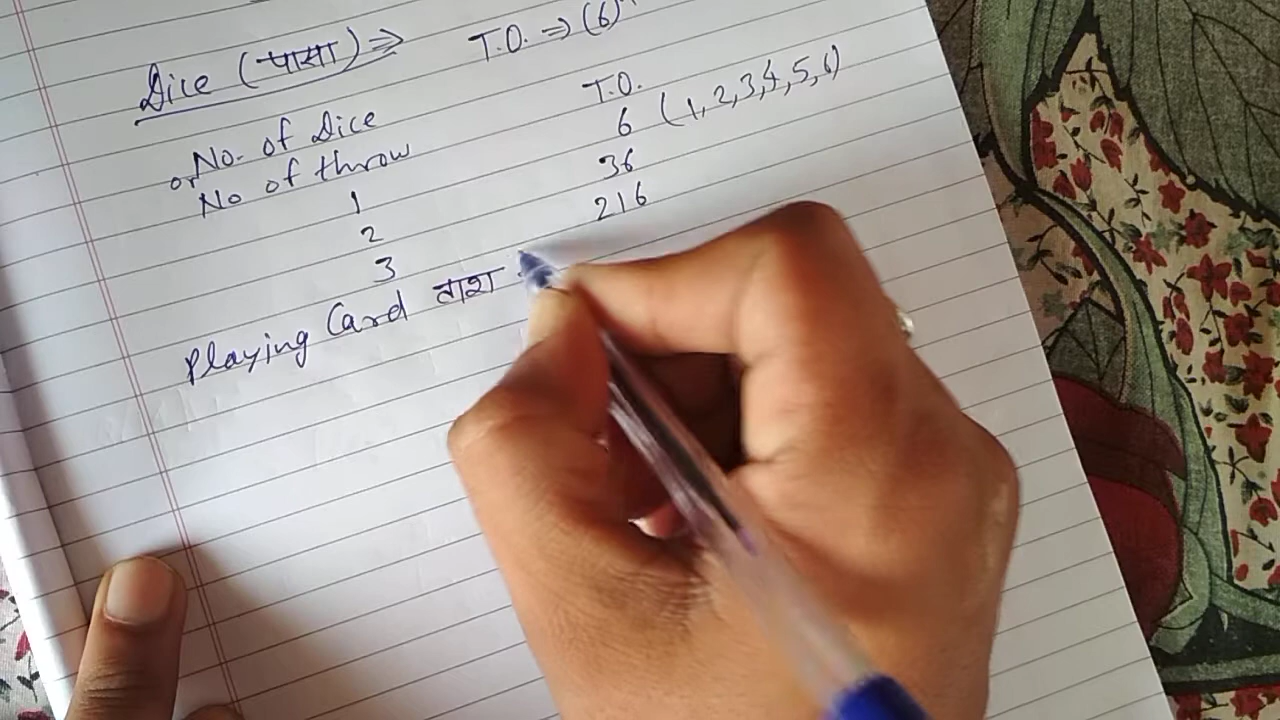 Dice (पासा) ⇒ T.O. ⇒ (6)
No. of Dice T.O.
or No of throw 6 (1,2,3,4,5,6)
1 36
2 216
3
Playing Card ताश